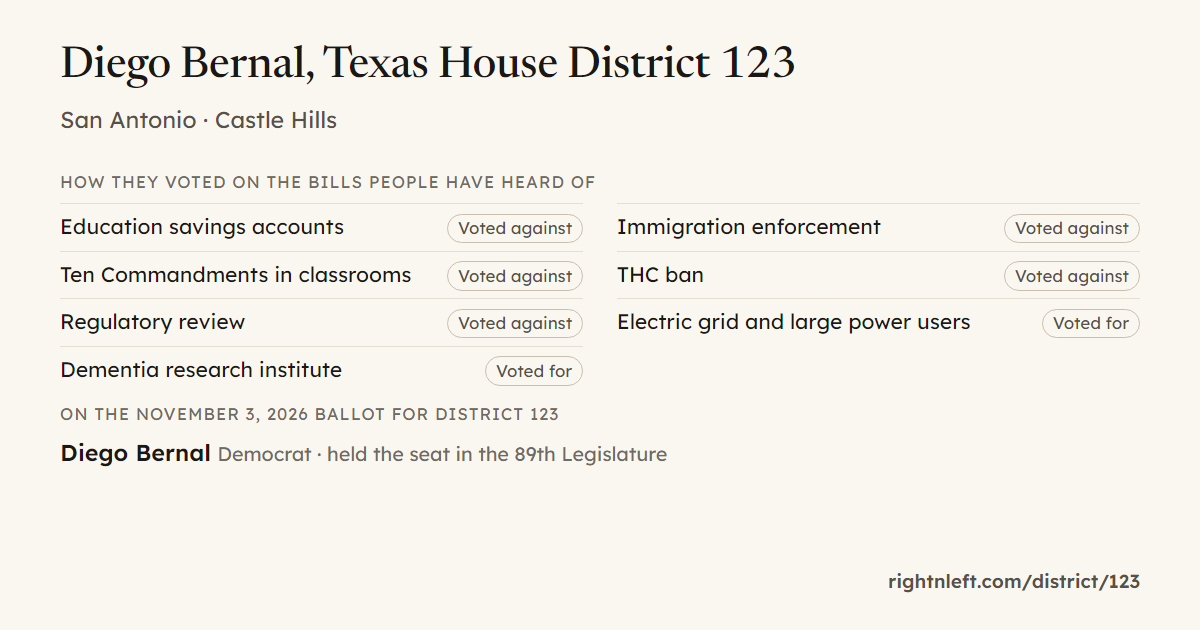 Diego Bernal, Texas House District 123
San Antonio · Castle Hills
HOW THEY VOTED ON THE BILLS PEOPLE HAVE HEARD OF
Education savings accounts Voted against
Ten Commandments in classrooms Voted against
Regulatory review Voted against
Dementia research institute Voted for
Immigration enforcement Voted against
THC ban Voted against
Electric grid and large power users Voted for
ON THE NOVEMBER 3, 2026 BALLOT FOR DISTRICT 123
Diego Bernal Democrat · held the seat in the 89th Legislature
rightnleft.com/district/123